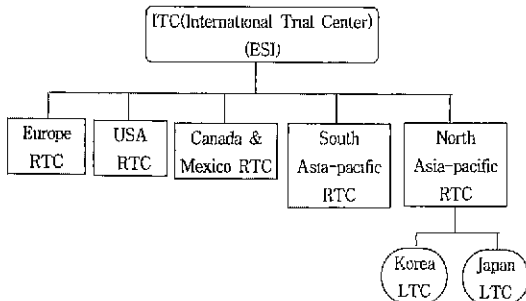 ITC(International Trial Center)
(ESI)
Europe
RTC
USA
RTC
Canada &
Mexico RTC
South
Asia-pacific
RTC
North
Asia-pacific
RTC
Korea
LTC
Japan
LTC